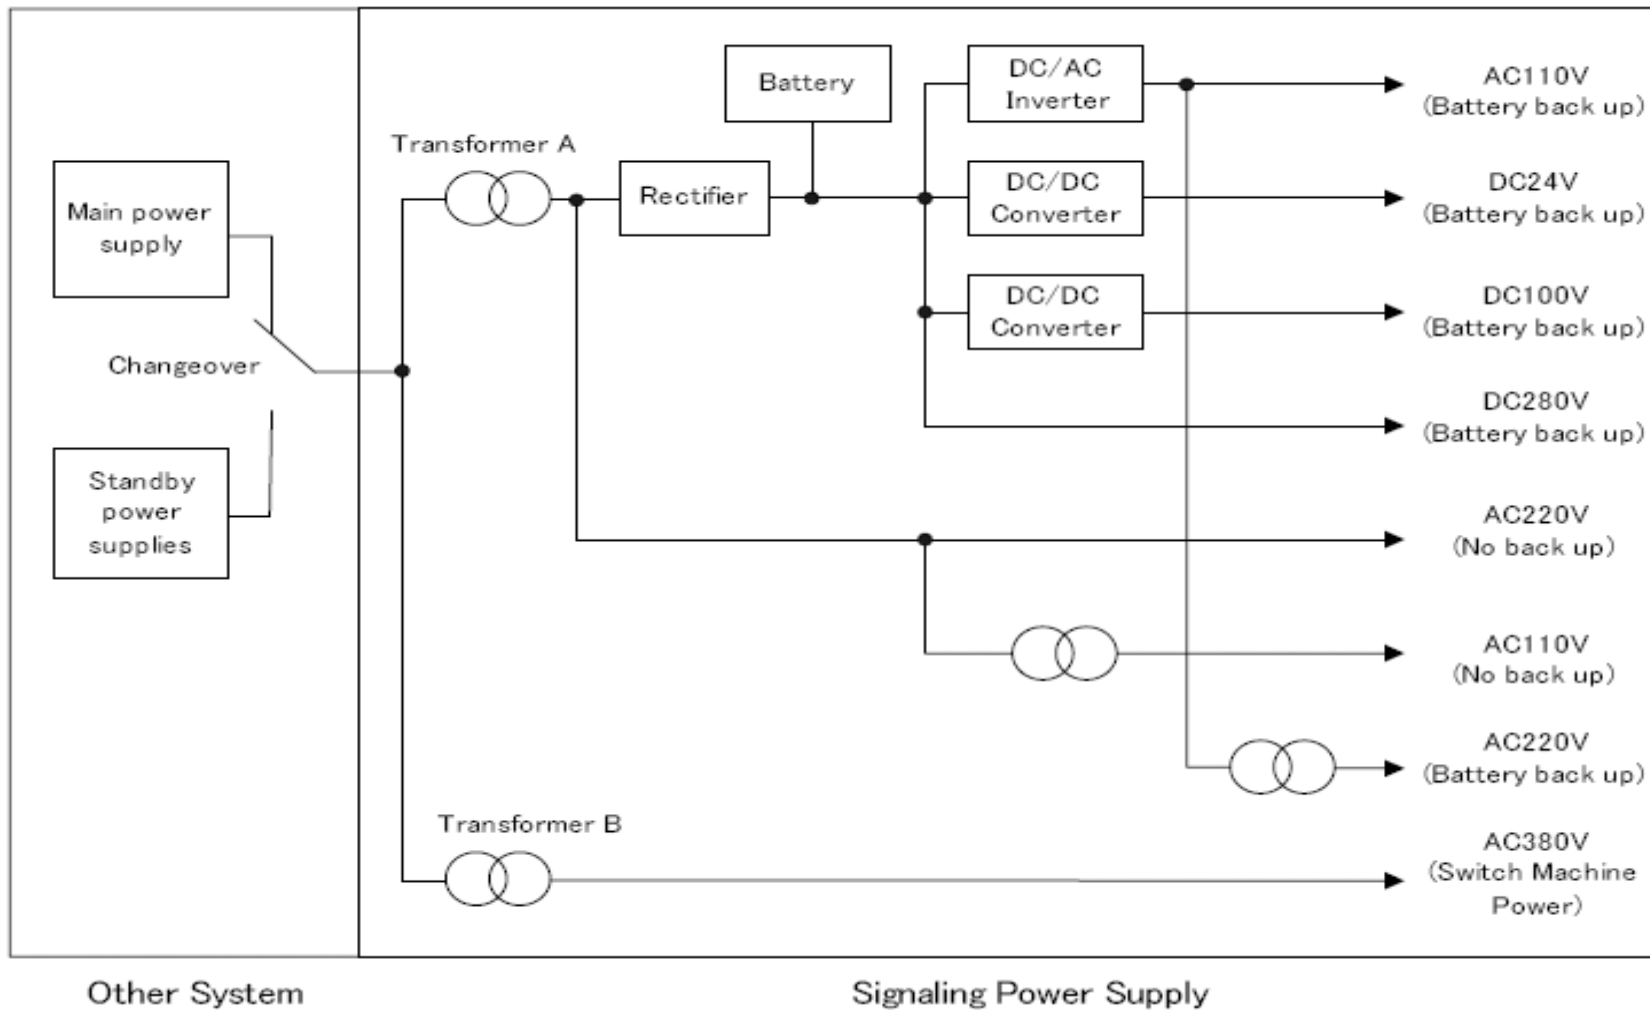 Battery
DC/AC
Inverter
AC110V
(Battery back up)
Transformer A
Main power
supply
Rectifier
DC/DC
Converter
DC24V
(Battery back up)
DC/DC
Converter
DC100V
(Battery back up)
Changeover
DC280V
(Battery back up)
Standby
power
supplies
AC220V
(No back up)
AC110V
(No back up)
AC220V
(Battery back up)
Transformer B
AC380V
(Switch Machine
Power)
Other System
Signaling Power Supply